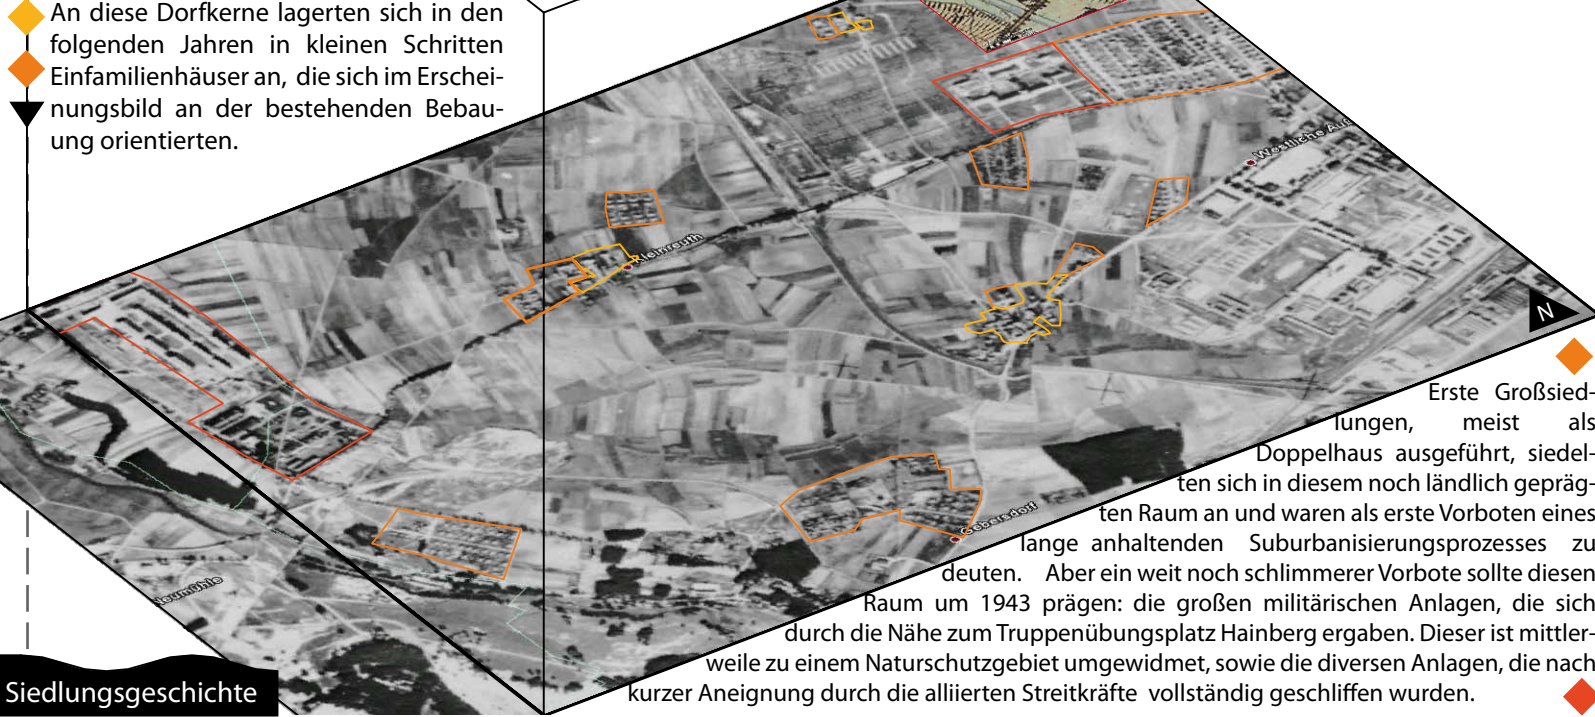 An diese Dorfkerne lagerten sich in den
folgenden Jahren in kleinen Schritten
Einfamilienhäuser an, die sich im Erschei-
nungsbild an der bestehenden Bebau-
ung orientierten.
Westliche Auß
Kleinreuth
N
Gebersdorf
Neumühle
Erste Großsied-
lungen, meist als
Doppelhaus ausgeführt, siedel-
ten sich in diesem noch ländlich gepräg-
ten Raum an und waren als erste Vorboten eines
lange anhaltenden Suburbanisierungsprozesses zu
deuten. Aber ein weit noch schlimmerer Vorbote sollte diesen
Raum um 1943 prägen: die großen militärischen Anlagen, die sich
durch die Nähe zum Truppenübungsplatz Hainberg ergaben. Dieser ist mittler-
weile zu einem Naturschutzgebiet umgewidmet, sowie die diversen Anlagen, die nach
kurzer Aneignung durch die alliierten Streitkräfte vollständig geschliffen wurden.
Siedlungsgeschichte